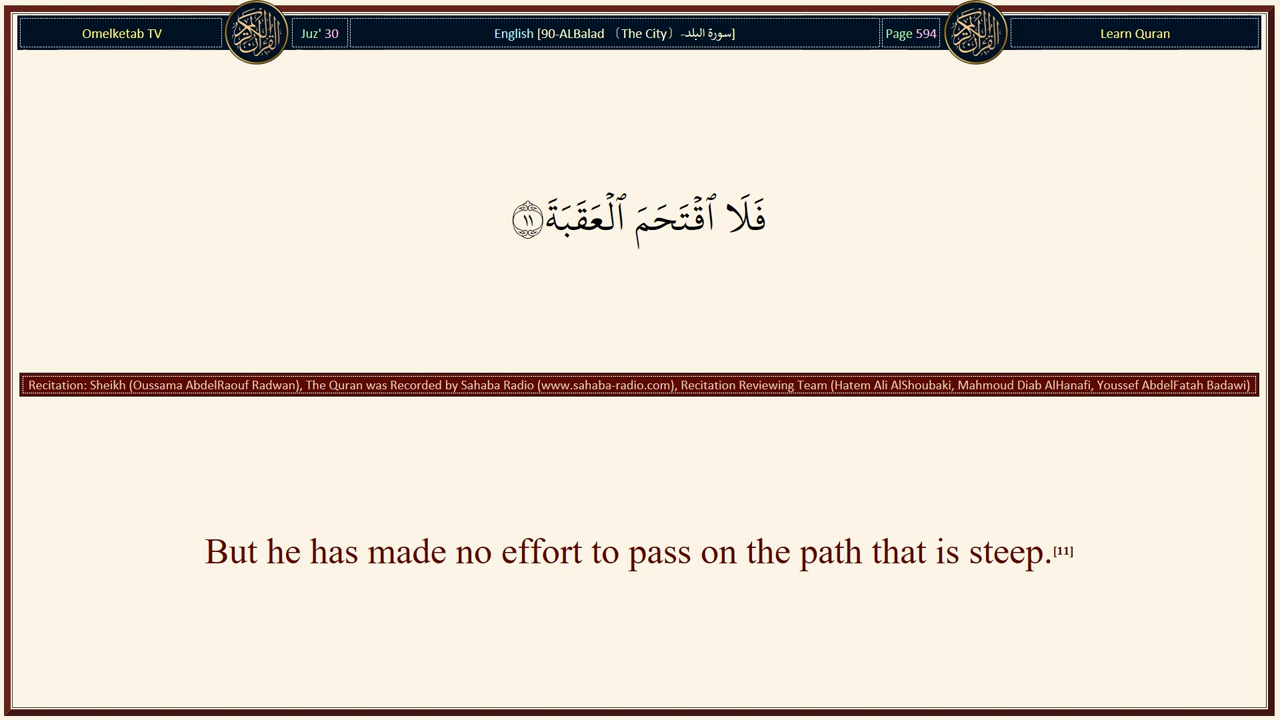 Omelketab TV
Juz' 30
English [90-ALBalad 〔The City〕 -سورة البلد]
Page 594
Learn Quran
فَلَا ٱقْتَحَمَ ٱلْعَقَبَةَ ١١
Recitation: Sheikh (Oussama AbdelRaouf Radwan), The Quran was Recorded by Sahaba Radio (www.sahaba-radio.com), Recitation Reviewing Team (Hatem Ali AlShoubaki, Mahmoud Diab AlHanafi, Youssef AbdelFatah Badawi)
But he has made no effort to pass on the path that is steep.[11]